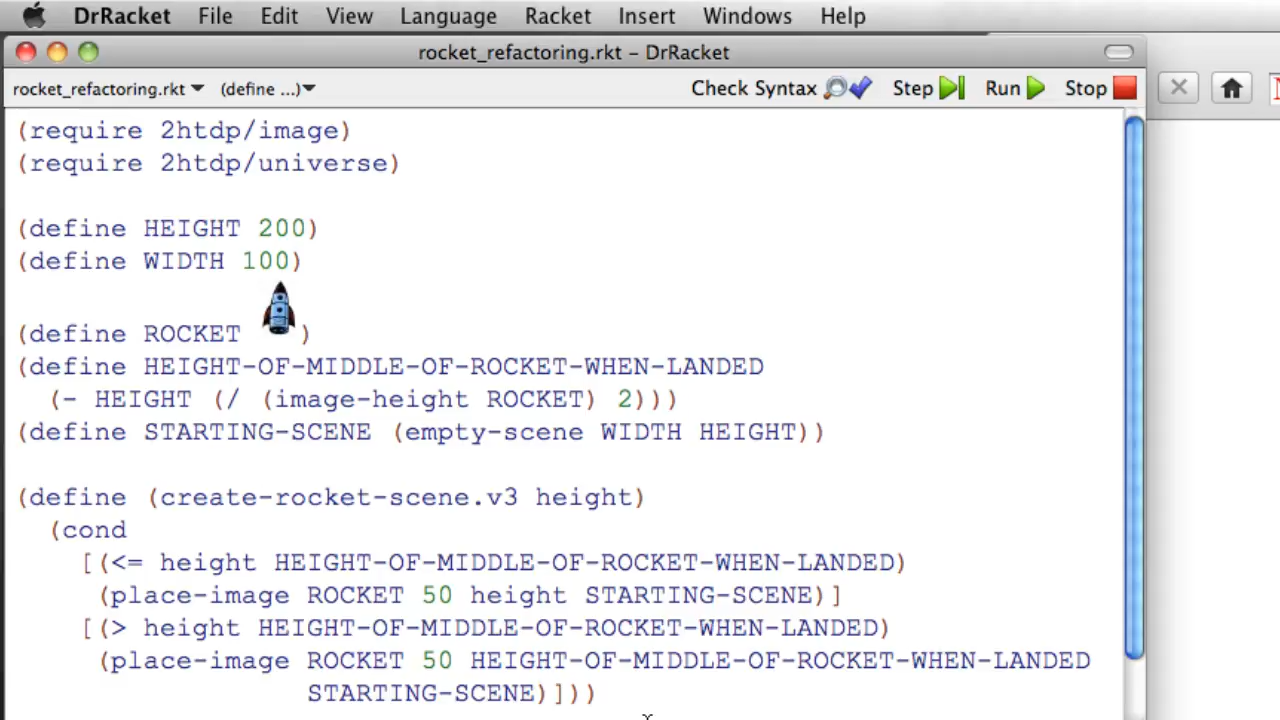 DrRacket File Edit View Language Racket Insert Windows Help
rocket_refactoring.rkt - DrRacket
rocket_refactoring.rkt (define ...) Check Syntax Step Run Stop
(require 2htdp/image)
(require 2htdp/universe)
(define HEIGHT 200)
(define WIDTH 100)
(define ROCKET )
(define HEIGHT-OF-MIDDLE-OF-ROCKET-WHEN-LANDED
(- HEIGHT (/ (image-height ROCKET) 2)))
(define STARTING-SCENE (empty-scene WIDTH HEIGHT))
(define (create-rocket-scene.v3 height)
(cond
[(<= height HEIGHT-OF-MIDDLE-OF-ROCKET-WHEN-LANDED)
(place-image ROCKET 50 height STARTING-SCENE)]
[(> height HEIGHT-OF-MIDDLE-OF-ROCKET-WHEN-LANDED)
(place-image ROCKET 50 HEIGHT-OF-MIDDLE-OF-ROCKET-WHEN-LANDED
STARTING-SCENE)]))